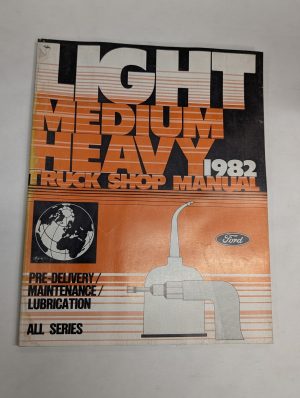 LIGHT
MEDIUM
HEAVY
1982
TRUCK SHOP MANUAL
Ford
PRE-DELIVERY/
MAINTENANCE/
LUBRICATION
ALL SERIES